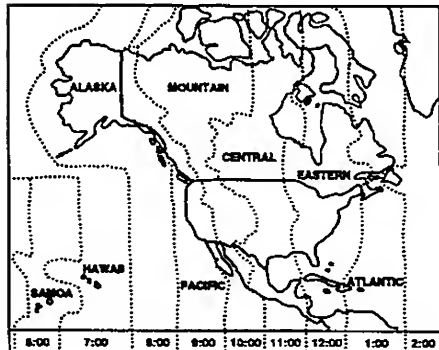 ALASKA MOUNTAIN
CENTRAL
EASTERN
HAWAII
SAMOA
PACIFIC
ATLANTIC
6:00 7:00 8:00 9:00 10:00 11:00 12:00 1:00 2:00